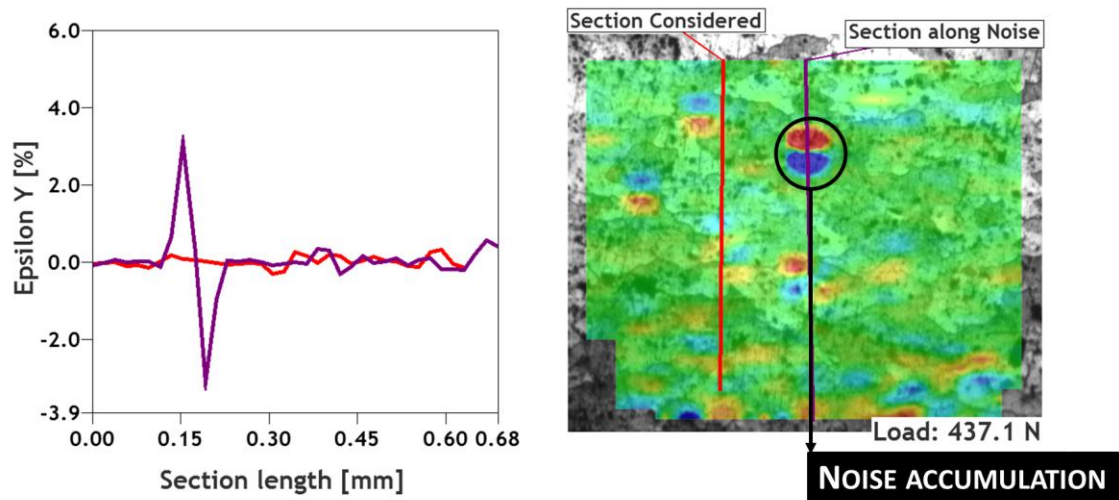 6.0
4.0
2.0
0.0
-2.0
-3.9
Epsilon Y [%]
0.00 0.15 0.30 0.45 0.60 0.68
Section length [mm]
Section Considered
Section along Noise
Load: 437.1 N
NOISE ACCUMULATION